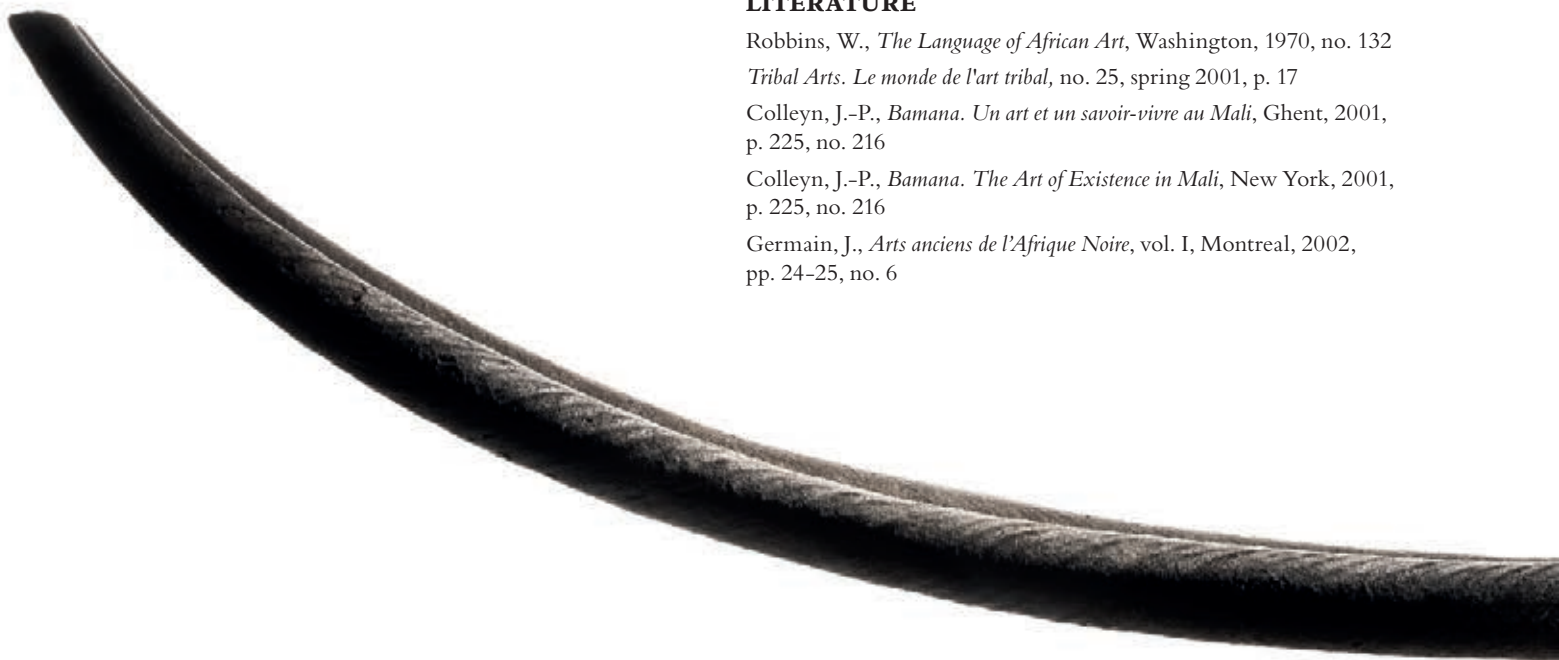 LITERATURE
Robbins, W., The Language of African Art, Washington, 1970, no. 132
Tribal Arts. Le monde de l'art tribal, no. 25, spring 2001, p. 17
Colleyn, J.-P., Bamana. Un art et un savoir-vivre au Mali, Ghent, 2001,
p. 225, no. 216
Colleyn, J.-P., Bamana. The Art of Existence in Mali, New York, 2001,
p. 225, no. 216
Germain, J., Arts anciens de l’Afrique Noire, vol. I, Montreal, 2002,
pp. 24-25, no. 6